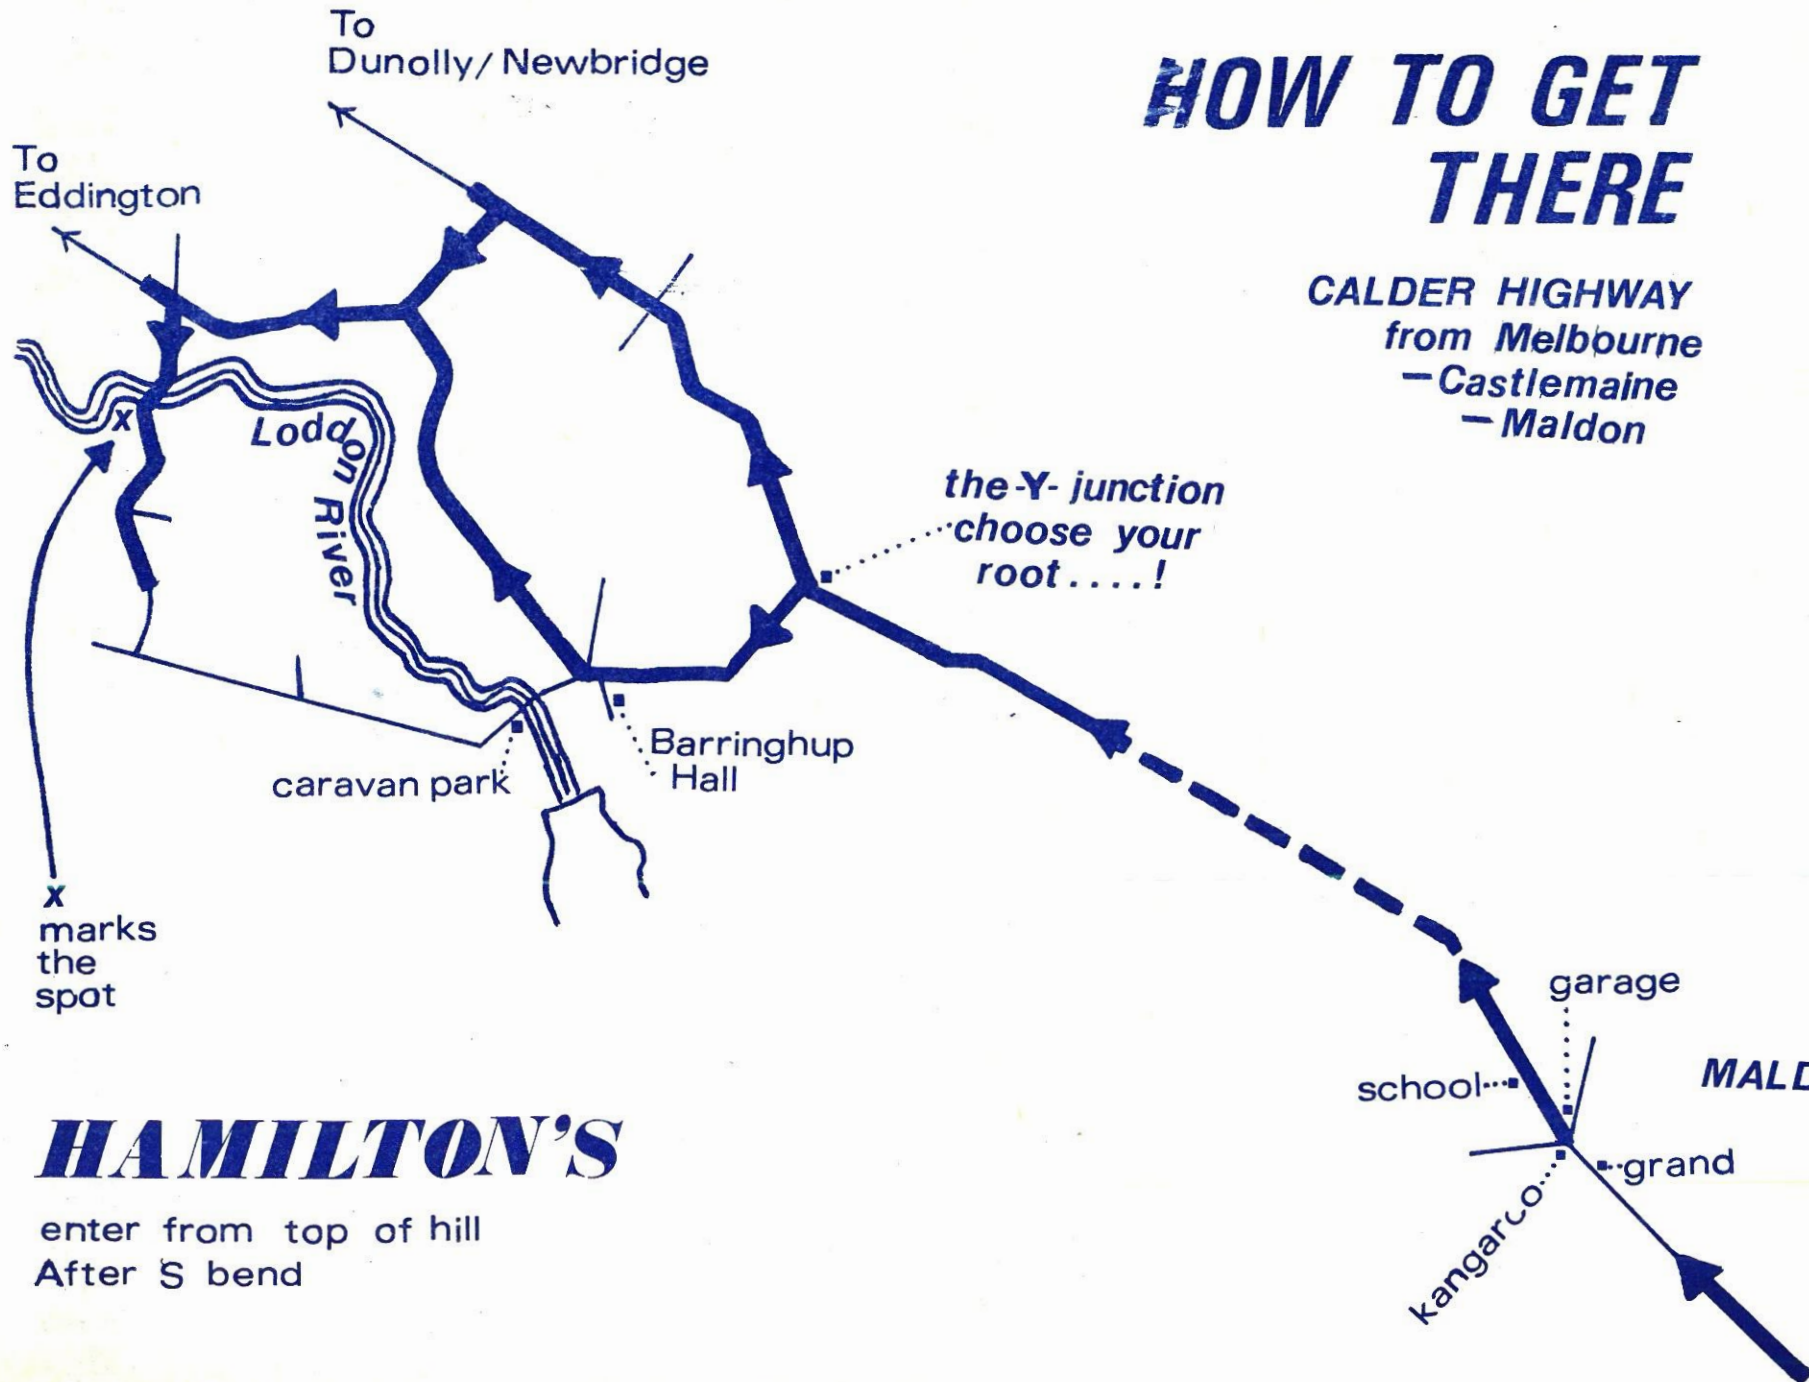 HOW TO GET
THERE
CALDER HIGHWAY
from Melbourne
—Castlemaine
—Maldon
To
Dunolly/Newbridge
To
Eddington
x
Loddon
River
the -Y- junction
choose your
root....!
Barringhup
Hall
caravan park
x
marks
the
spot
garage
school
MALD
grand
kangaroo
HAMILTON'S
enter from top of hill
After S bend